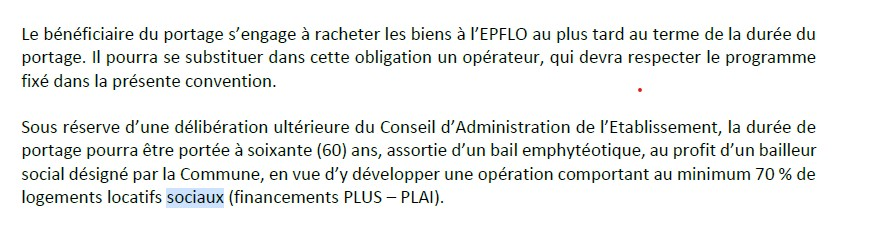 Le bénéficiaire du portage s’engage à racheter les biens à l’EPFLO au plus tard au terme de la durée du
portage. Il pourra se substituer dans cette obligation un opérateur, qui devra respecter le programme
fixé dans la présente convention.
Sous réserve d’une délibération ultérieure du Conseil d’Administration de l’Etablissement, la durée de
portage pourra être portée à soixante (60) ans, assortie d’un bail emphytéotique, au profit d’un bailleur
social désigné par la Commune, en vue d’y développer une opération comportant au minimum 70 % de
logements locatifs sociaux (financements PLUS – PLAI).